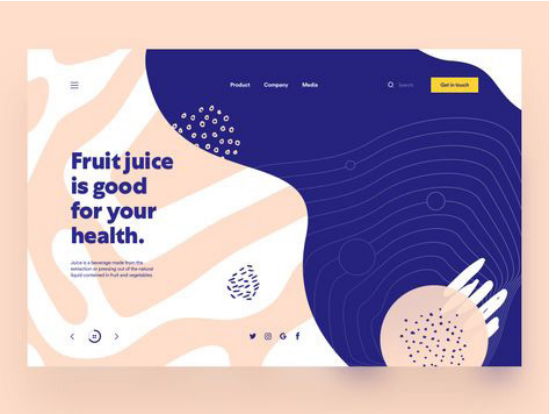 Product Company Media Search Get in touch
Fruit juice
is good
for your
health.
Juice is a beverage made from the
extraction or pressing out of the natural
liquid contained in fruit and vegetables.